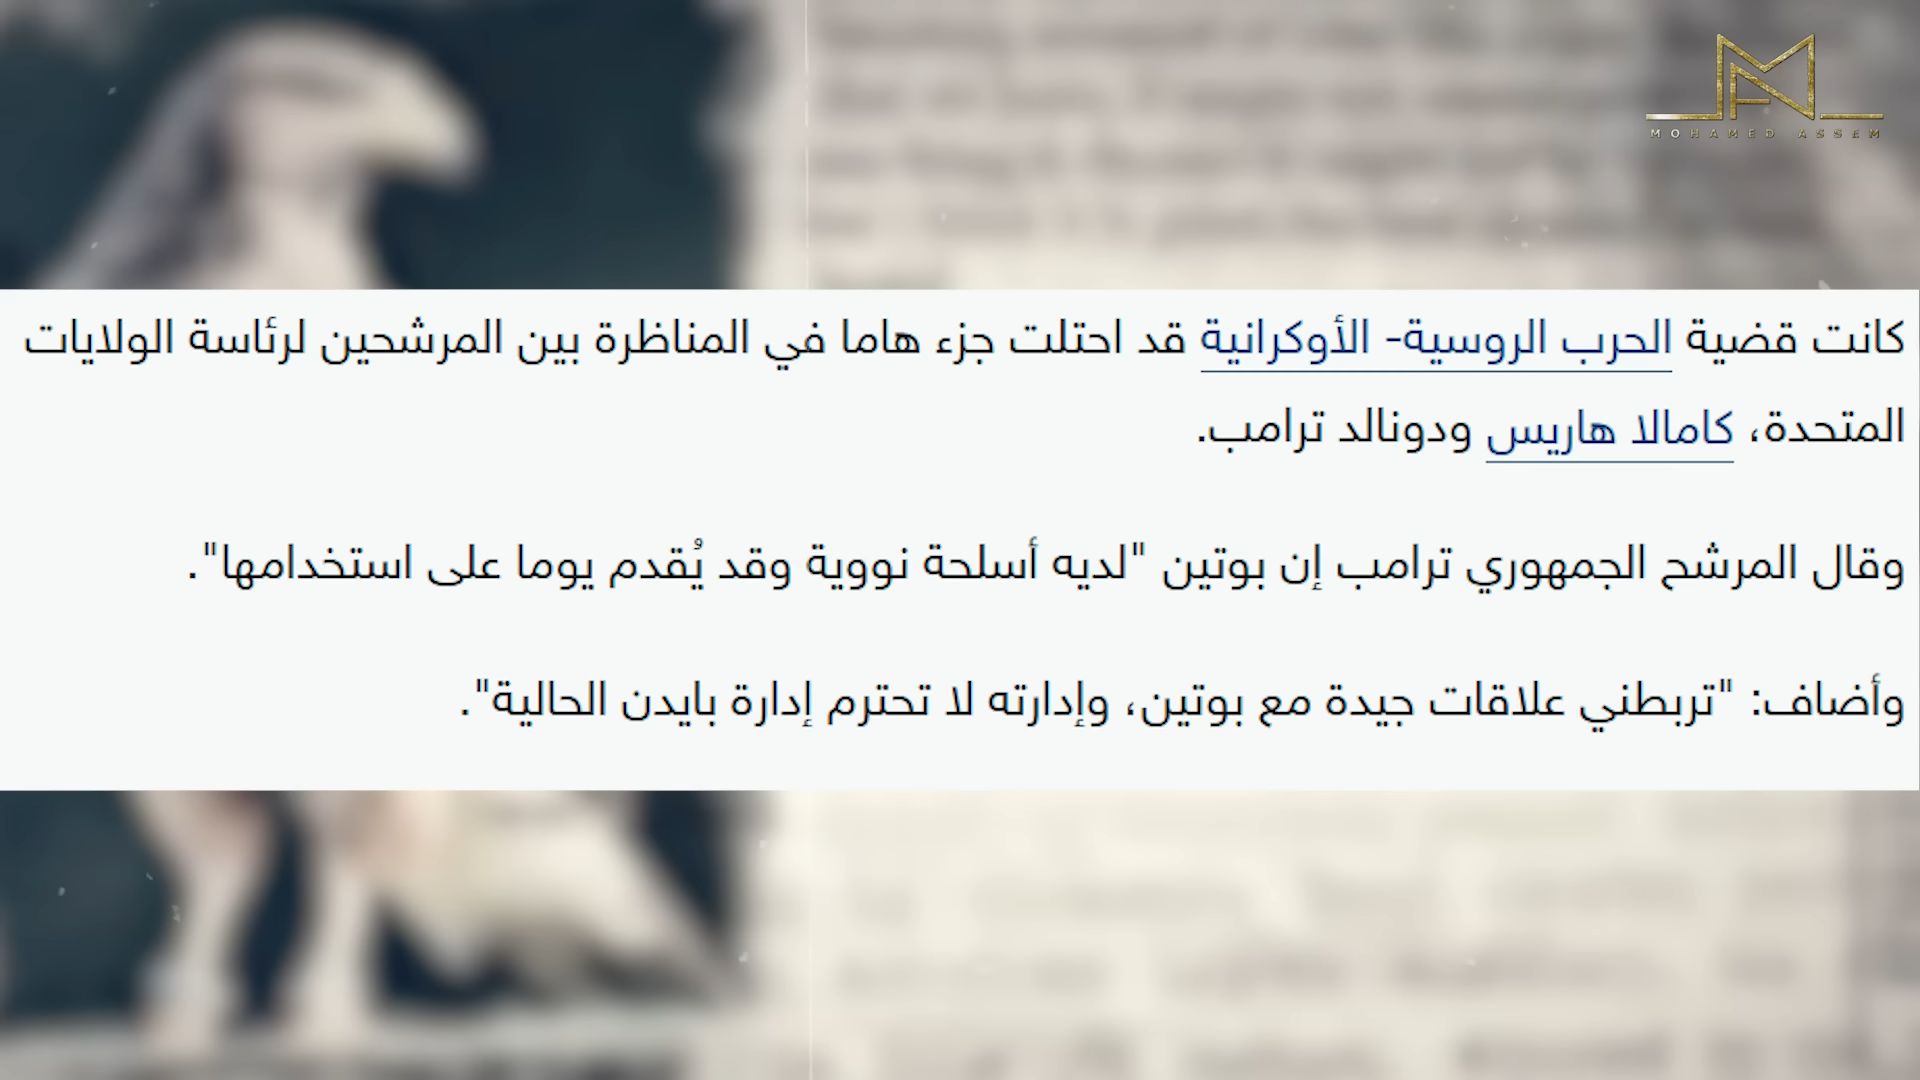 MOHAMED ASSEM
كانت قضية الحرب الروسية- الأوكرانية قد احتلت جزء هاما في المناظرة بين المرشحين لرئاسة الولايات
المتحدة، كامالا هاريس ودونالد ترامب.
وقال المرشح الجمهوري ترامب إن بوتين "لديه أسلحة نووية وقد يُقدم يوما على استخدامها".
وأضاف: "تربطني علاقات جيدة مع بوتين، وإدارته لا تحترم إدارة بايدن الحالية".